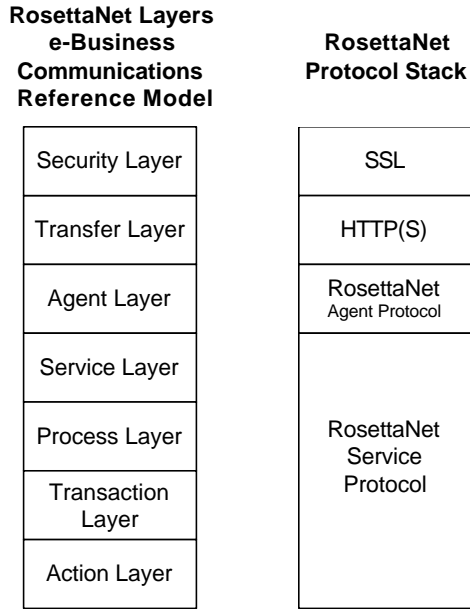 RosettaNet Layers
e-Business
Communications
Reference Model
Security Layer
Transfer Layer
Agent Layer
Service Layer
Process Layer
Transaction
Layer
Action Layer
RosettaNet
Protocol Stack
SSL
HTTP(S)
RosettaNet
Agent Protocol
RosettaNet
Service
Protocol